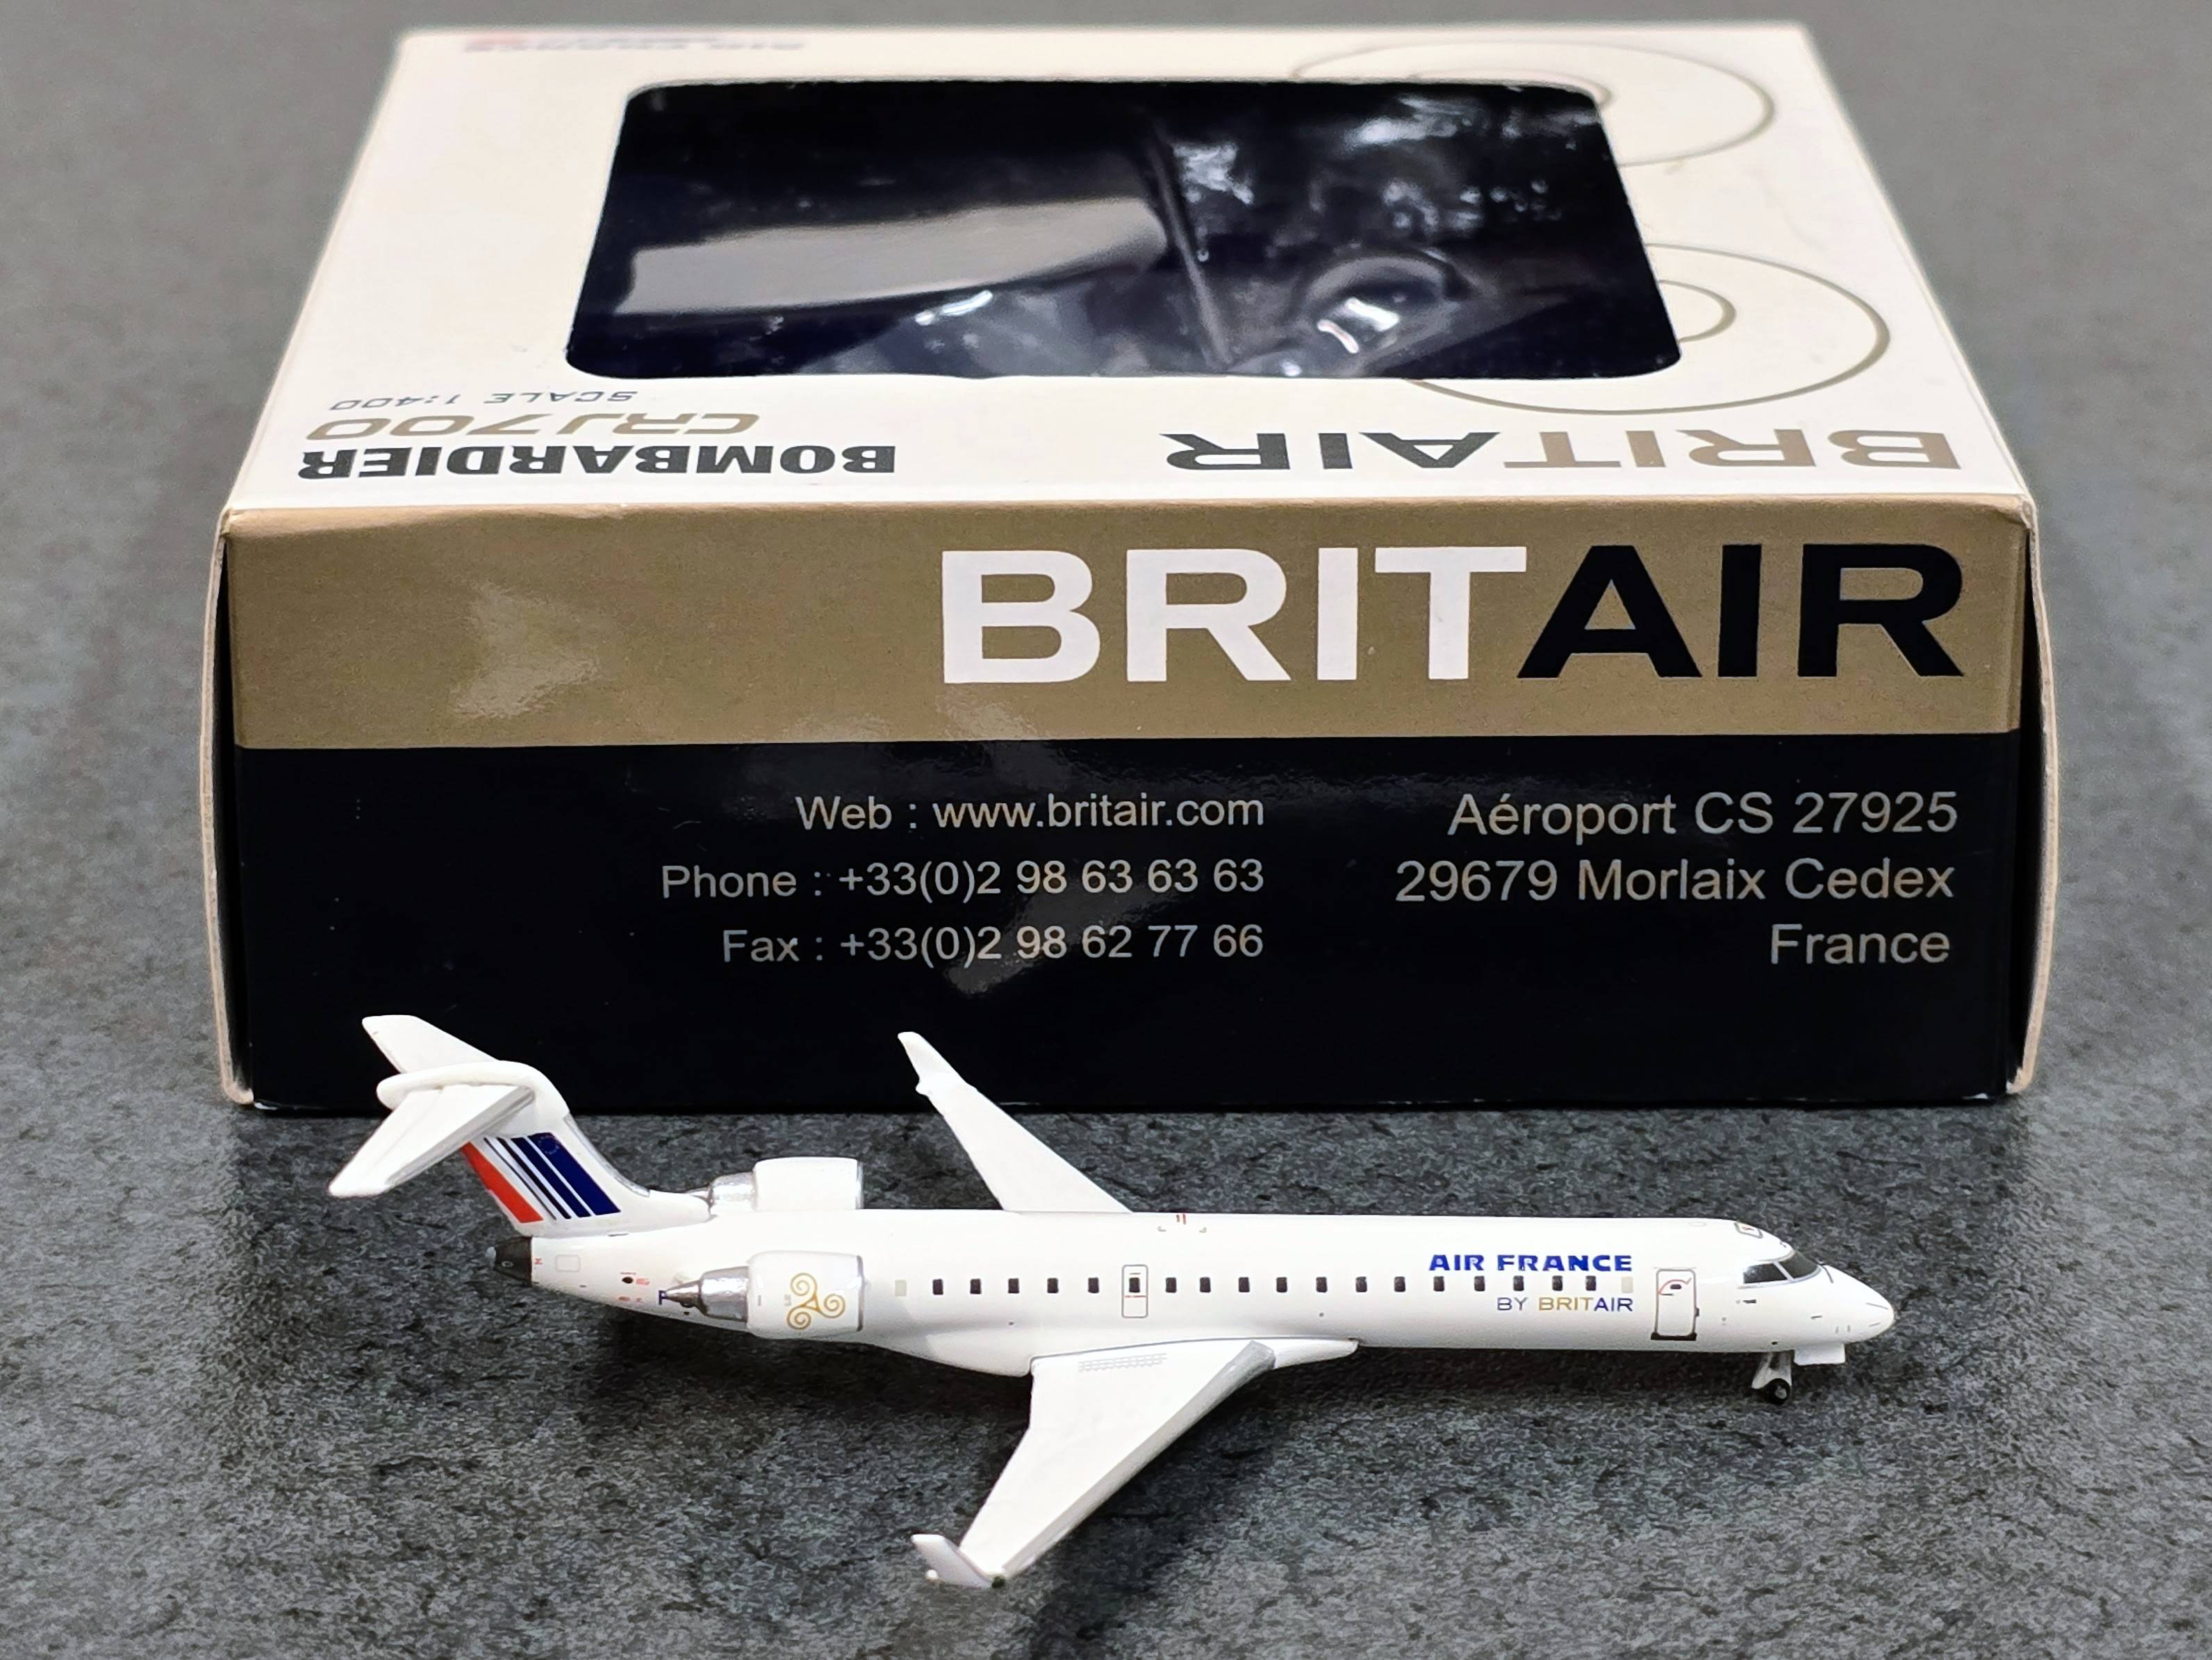 AIR FRANCE
SCALE 1:400
CRJ700
BOMBARDIER
BRITAIR
BRITAIR
Web : www.britair.com
Phone : +33(0)2 98 63 63 63
Fax : +33(0)2 98 62 77 66
Aéroport CS 27925
29679 Morlaix Cedex
France
AIR FRANCE
BY BRITAIR